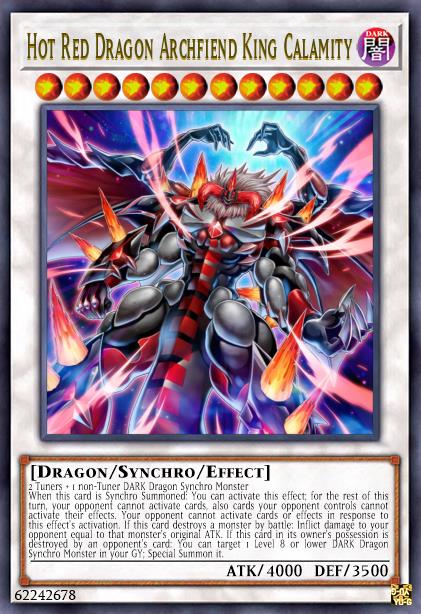 HOT RED DRAGON ARCHFIEND KING CALAMITY
DARK
闇
[DRAGON/SYNCHRO/EFFECT]
2 Tuners + 1 non-Tuner DARK Dragon Synchro Monster
When this card is Synchro Summoned: You can activate this effect; for the rest of this
turn, your opponent cannot activate cards, also cards your opponent controls cannot
activate their effects. Your opponent cannot activate cards or effects in response to
this effect's activation. If this card destroys a monster by battle: Inflict damage to your
opponent equal to that monster's original ATK. If this card in its owner's possession is
destroyed by an opponent's card: You can target 1 Level 8 or lower DARK Dragon
Synchro Monster in your GY; Special Summon it.
ATK/4000 DEF/3500
62242678